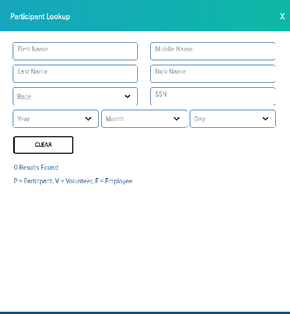 Participant Lookup X
First Name Middle Name
Last Name Nick Name
Race SSN
Year Month Day
CLEAR
0 Results Found
P = Participant, V = Volunteer, E = Employee